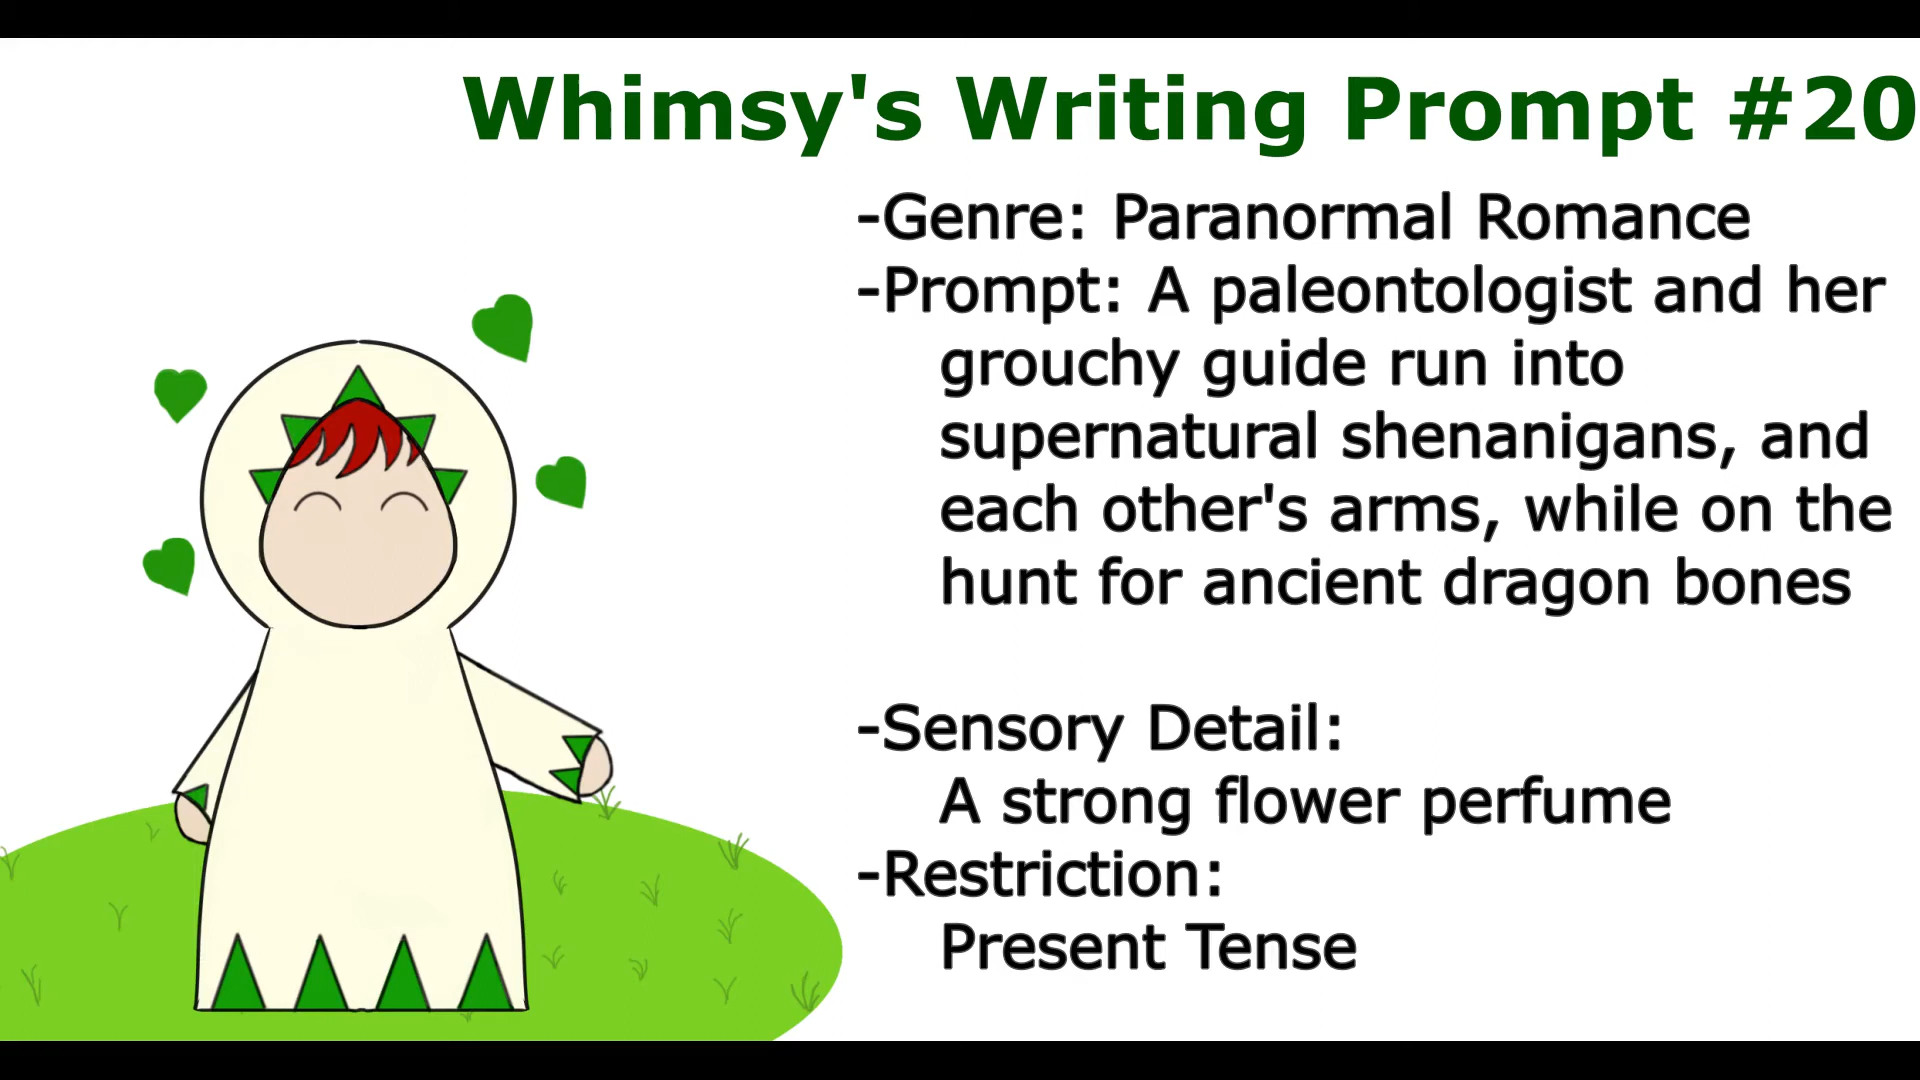 Whimsy's Writing Prompt #20
-Genre: Paranormal Romance
-Prompt: A paleontologist and her
grouchy guide run into
supernatural shenanigans, and
each other's arms, while on the
hunt for ancient dragon bones
-Sensory Detail:
A strong flower perfume
-Restriction:
Present Tense